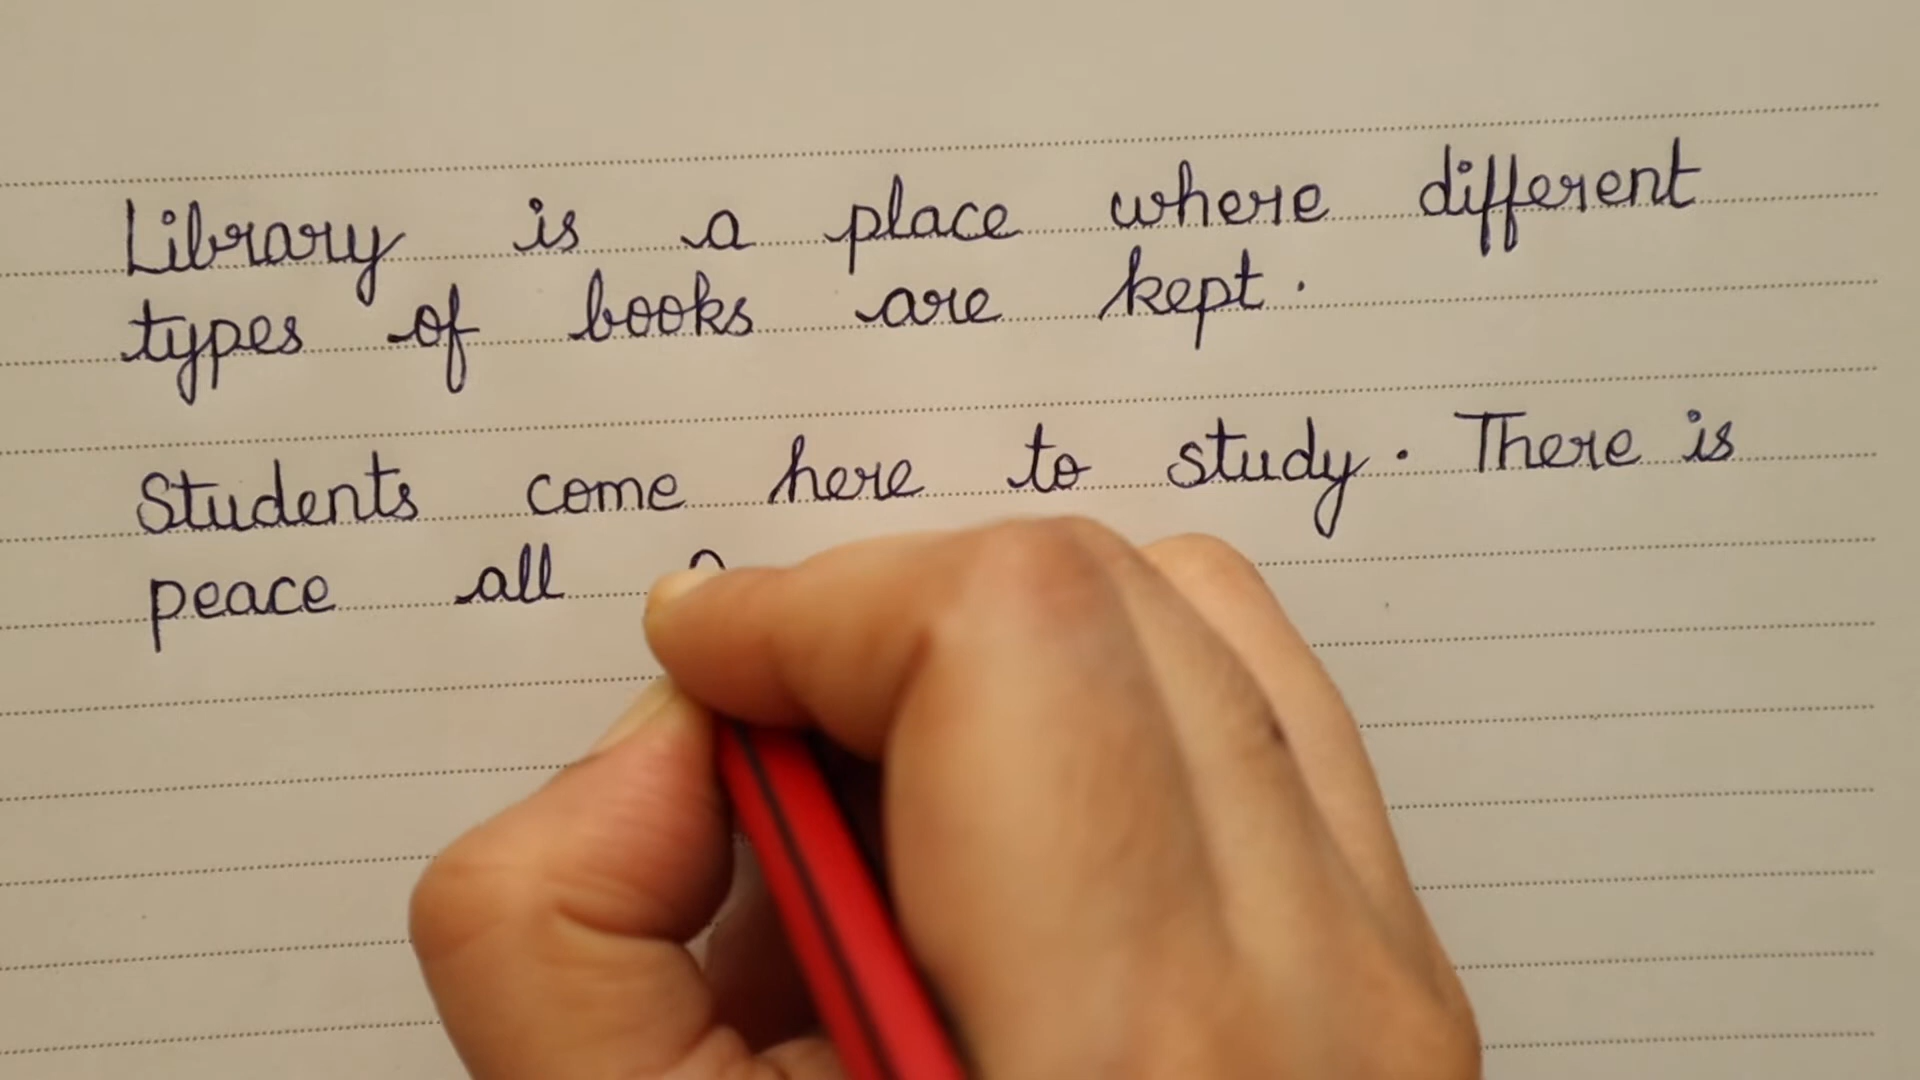 Library is a place where different
types of books are kept.
Students come here to study. There is
peace all